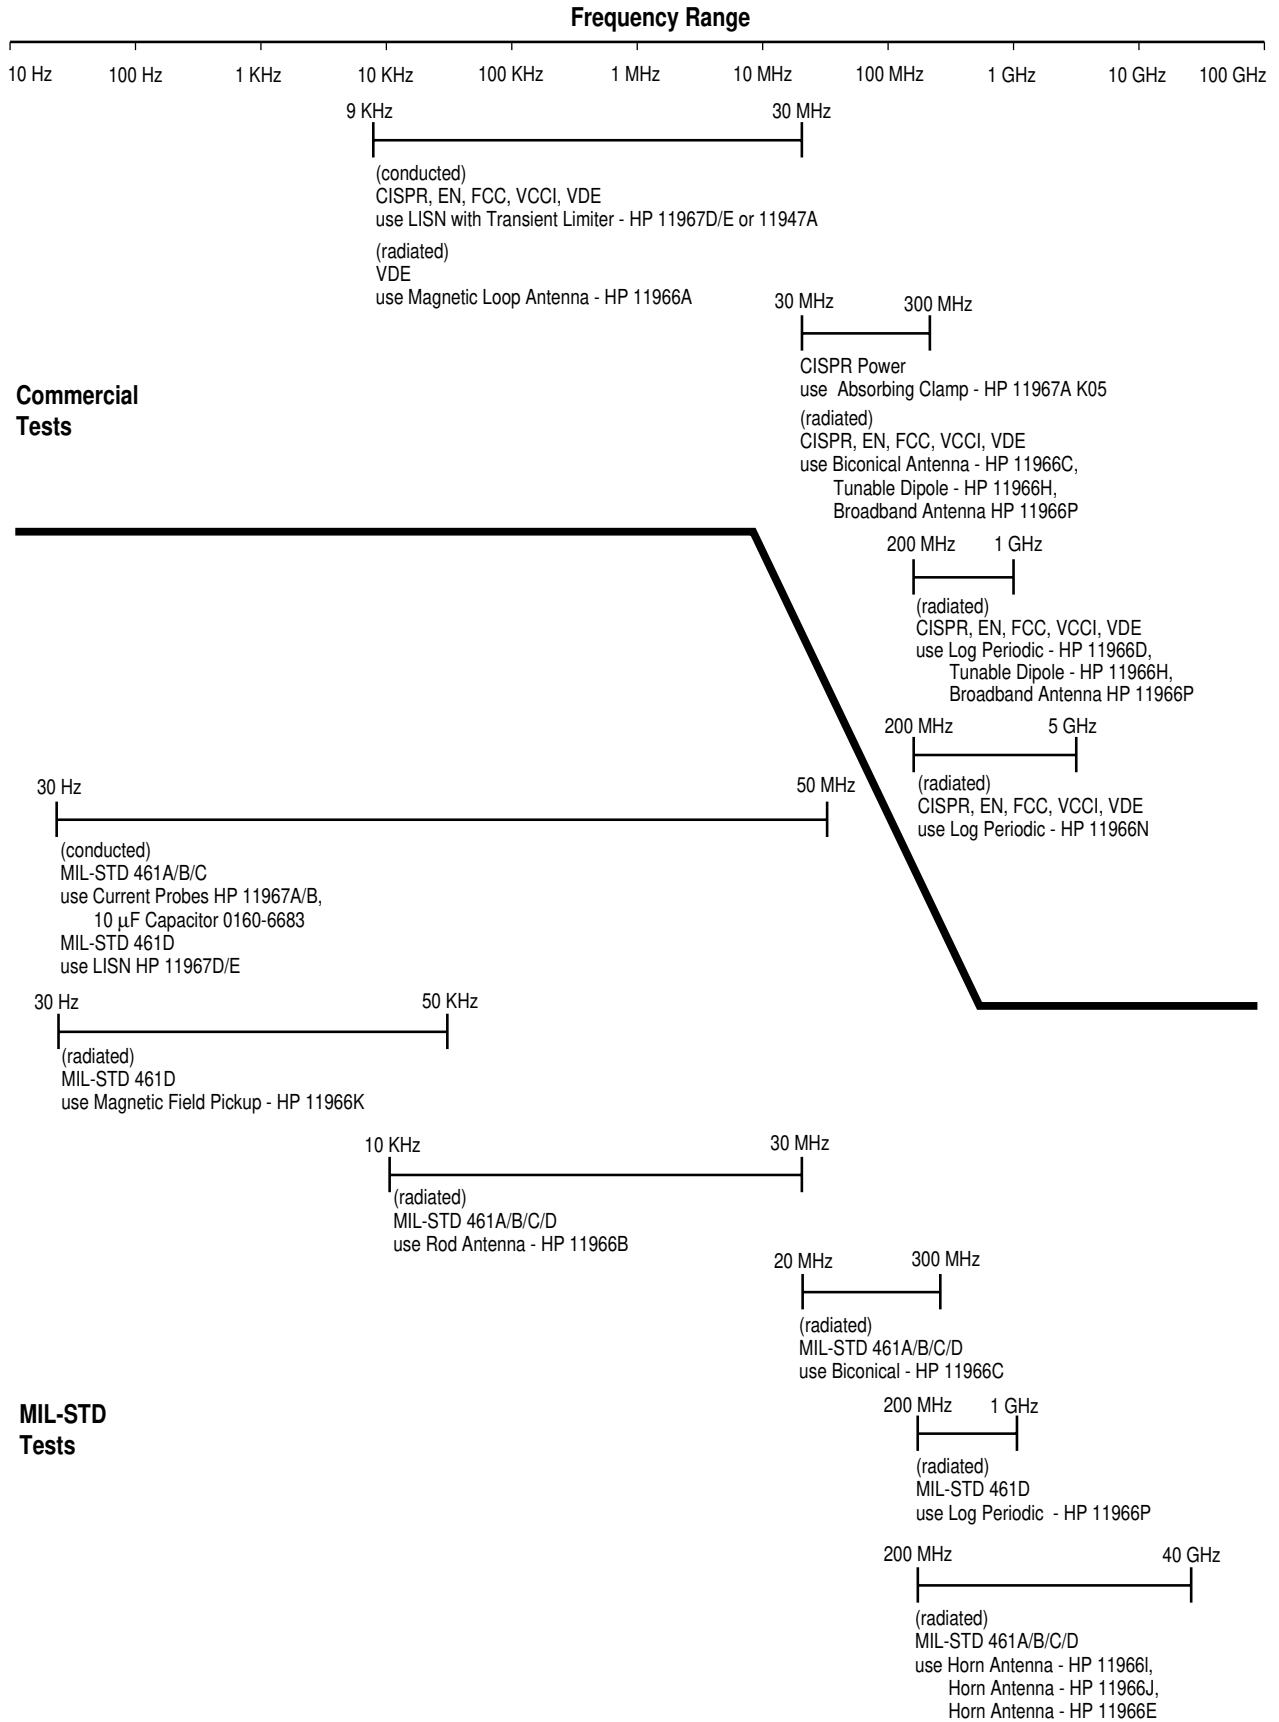 Frequency Range
10 Hz 100 Hz 1 KHz 10 KHz 100 KHz 1 MHz 10 MHz 100 MHz 1 GHz 10 GHz 100 GHz
9 KHz 30 MHz
(conducted)
CISPR, EN, FCC, VCCI, VDE
use LISN with Transient Limiter - HP 11967D/E or 11947A
(radiated)
VDE
use Magnetic Loop Antenna - HP 11966A
30 MHz 300 MHz
CISPR Power
use Absorbing Clamp - HP 11967A K05
(radiated)
CISPR, EN, FCC, VCCI, VDE
use Biconical Antenna - HP 11966C,
Tunable Dipole - HP 11966H,
Broadband Antenna HP 11966P
Commercial
Tests
200 MHz 1 GHz
(radiated)
CISPR, EN, FCC, VCCI, VDE
use Log Periodic - HP 11966D,
Tunable Dipole - HP 11966H,
Broadband Antenna HP 11966P
200 MHz 5 GHz
(radiated)
CISPR, EN, FCC, VCCI, VDE
use Log Periodic - HP 11966N
30 Hz 50 MHz
(conducted)
MIL-STD 461A/B/C
use Current Probes HP 11967A/B,
10 µF Capacitor 0160-6683
MIL-STD 461D
use LISN HP 11967D/E
30 Hz 50 KHz
(radiated)
MIL-STD 461D
use Magnetic Field Pickup - HP 11966K
10 KHz 30 MHz
(radiated)
MIL-STD 461A/B/C/D
use Rod Antenna - HP 11966B
20 MHz 300 MHz
(radiated)
MIL-STD 461A/B/C/D
use Biconical - HP 11966C
MIL-STD
Tests
200 MHz 1 GHz
(radiated)
MIL-STD 461D
use Log Periodic - HP 11966P
200 MHz 40 GHz
(radiated)
MIL-STD 461A/B/C/D
use Horn Antenna - HP 11966I,
Horn Antenna - HP 11966J,
Horn Antenna - HP 11966E